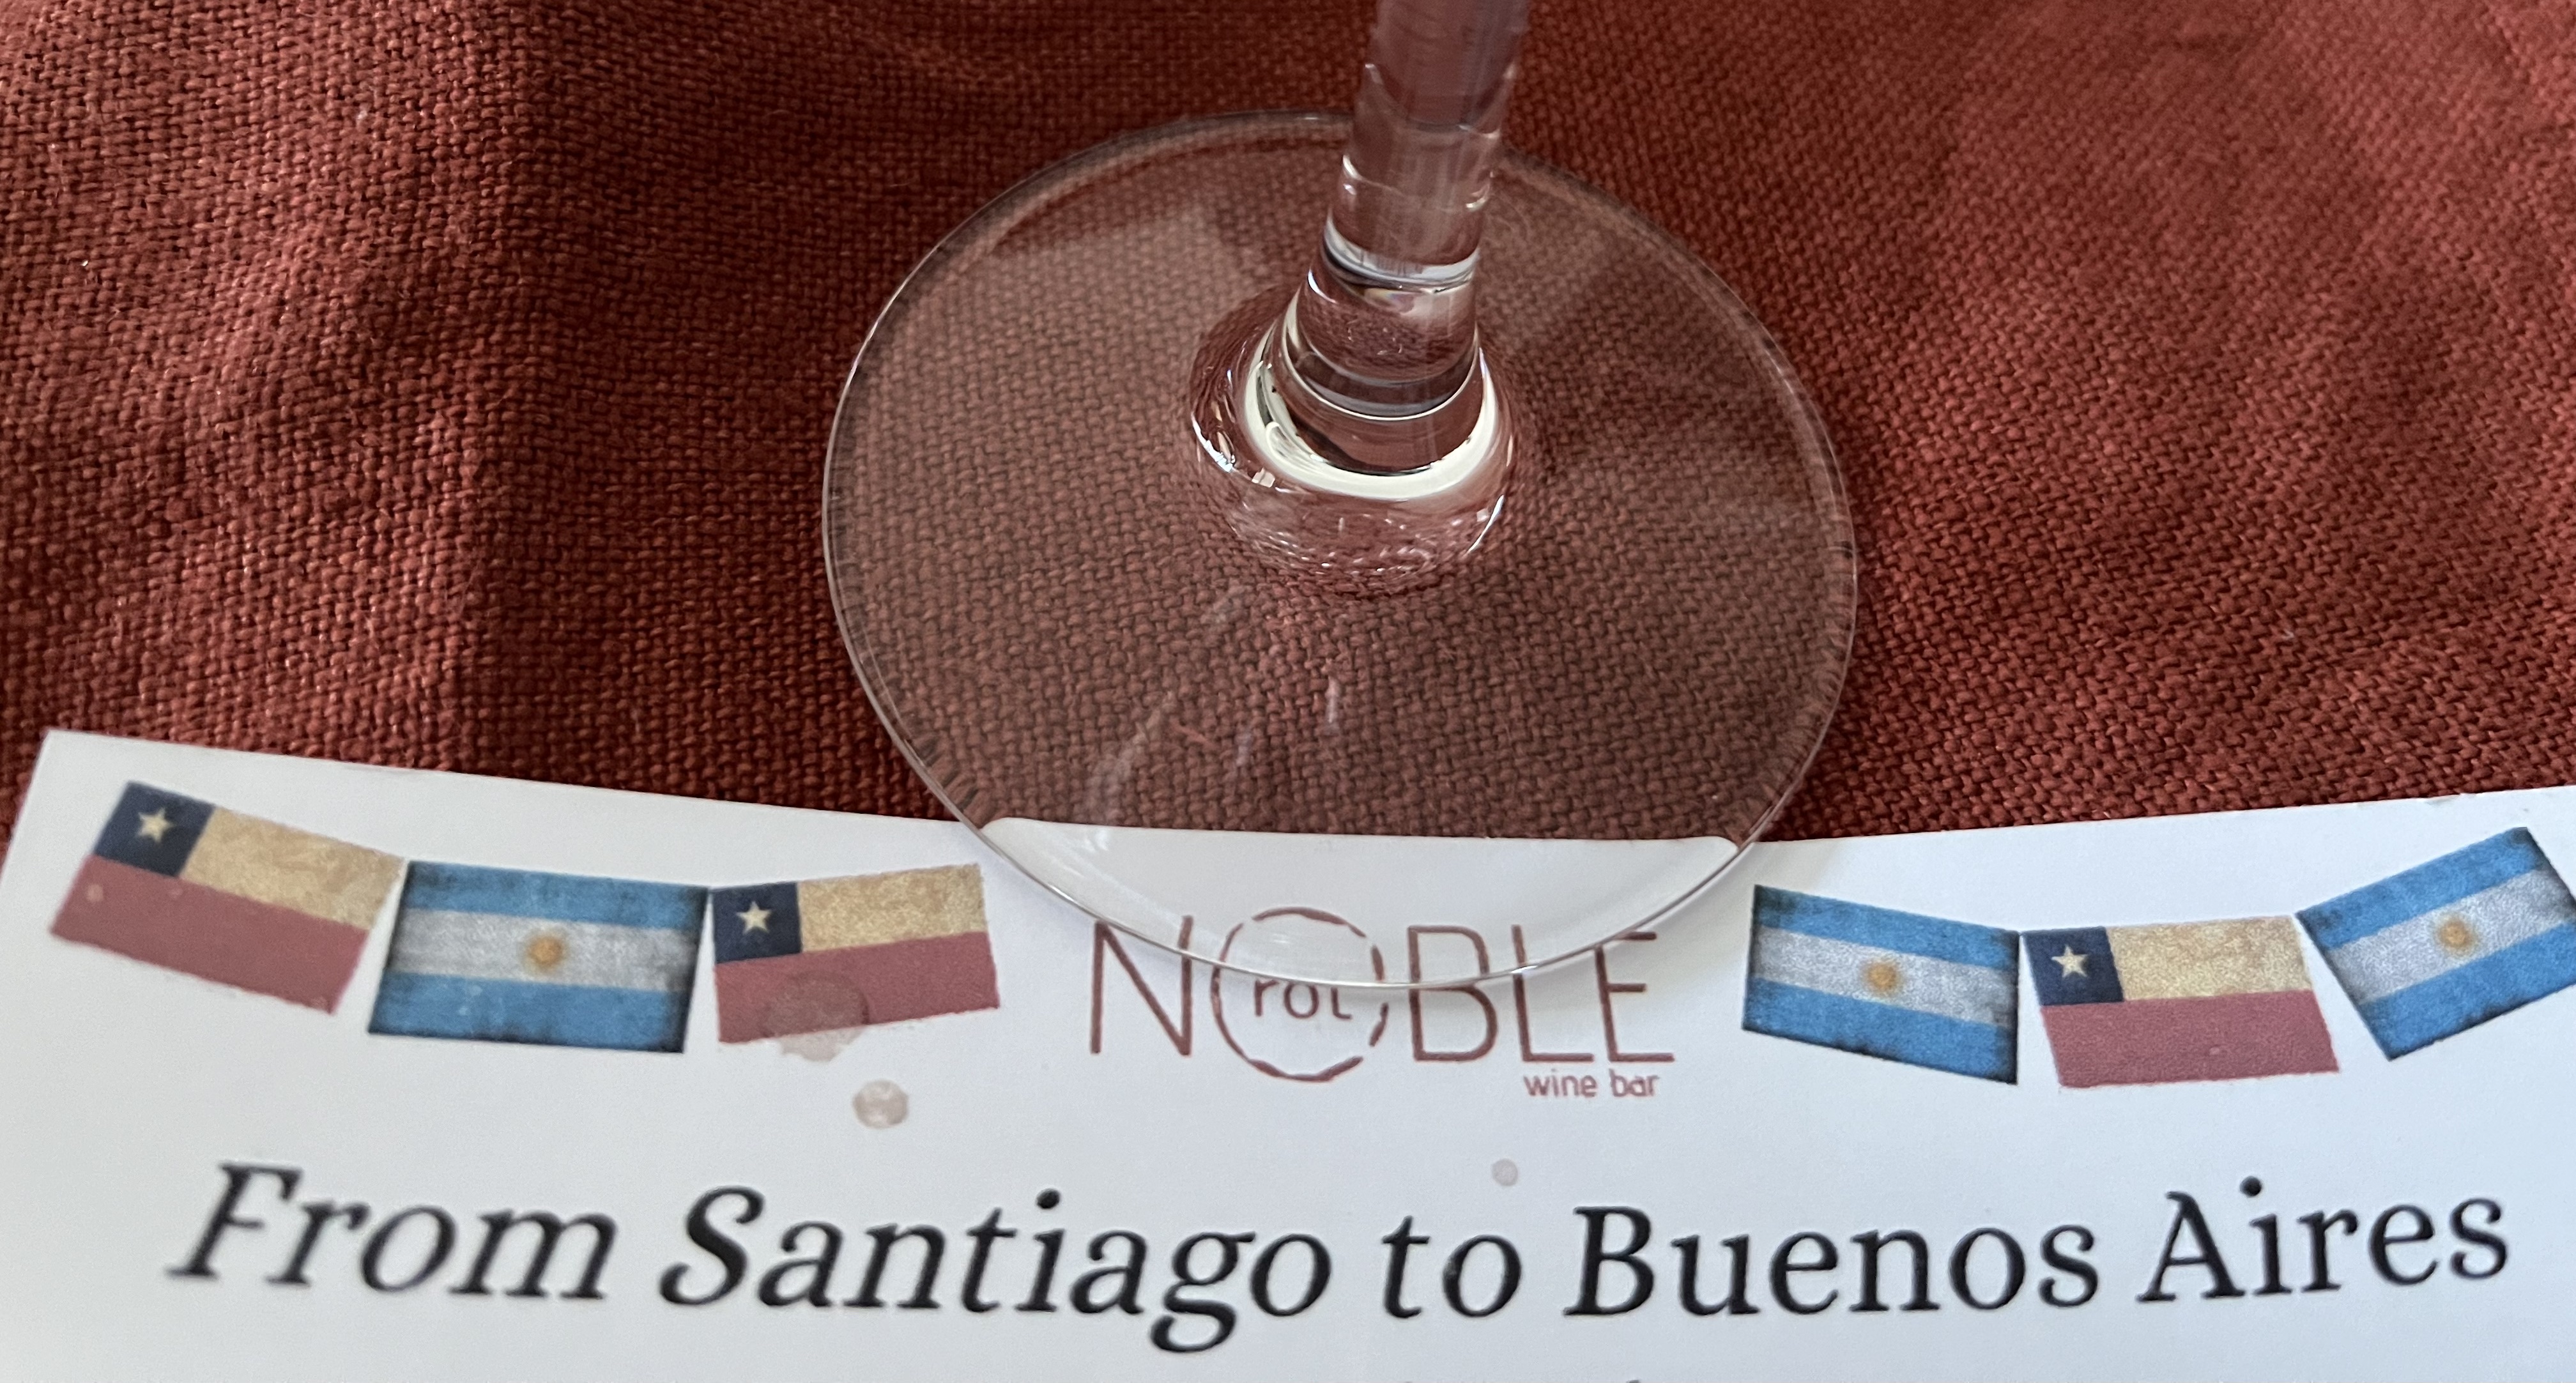 NOBLE
rot
wine bar
From Santiago to Buenos Aires